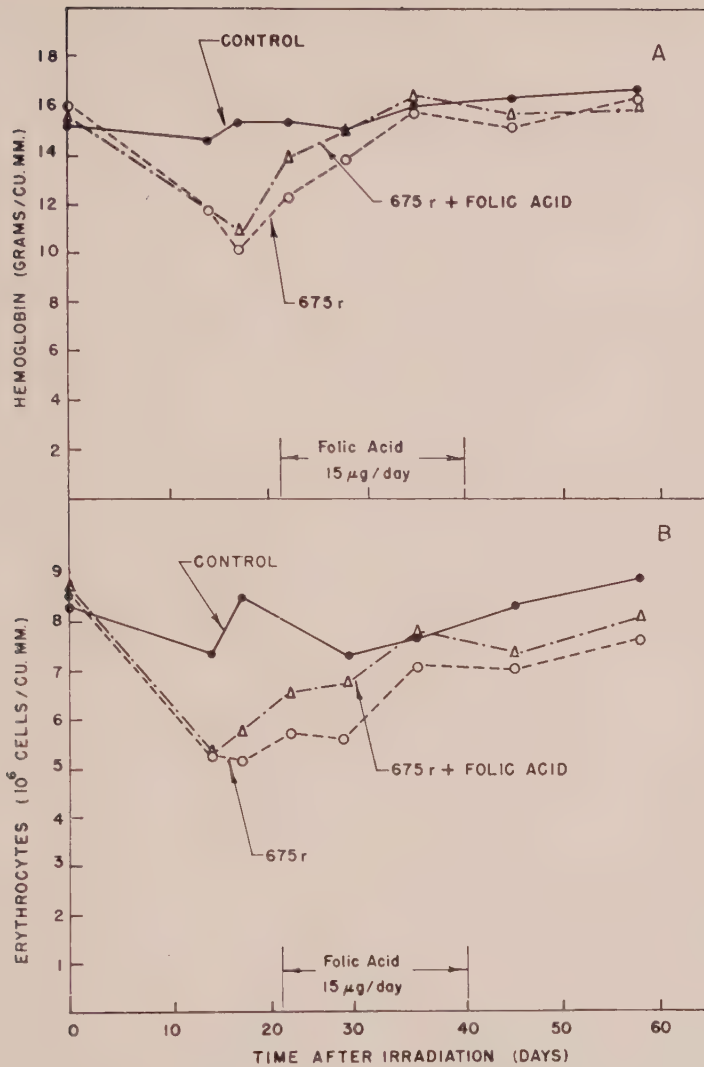 A
CONTROL
18
16
14
12
10
8
6
4
2
HEMOGLOBIN (GRAMS/CU. MM.)
675 r + FOLIC ACID
675 r
Folic Acid
15 µg/day
B
CONTROL
9
8
7
6
5
4
3
2
1
ERYTHROCYTES (10⁶ CELLS/CU. MM.)
675 r + FOLIC ACID
675 r
Folic Acid
15 µg/day
0 10 20 30 40 50 60
TIME AFTER IRRADIATION (DAYS)